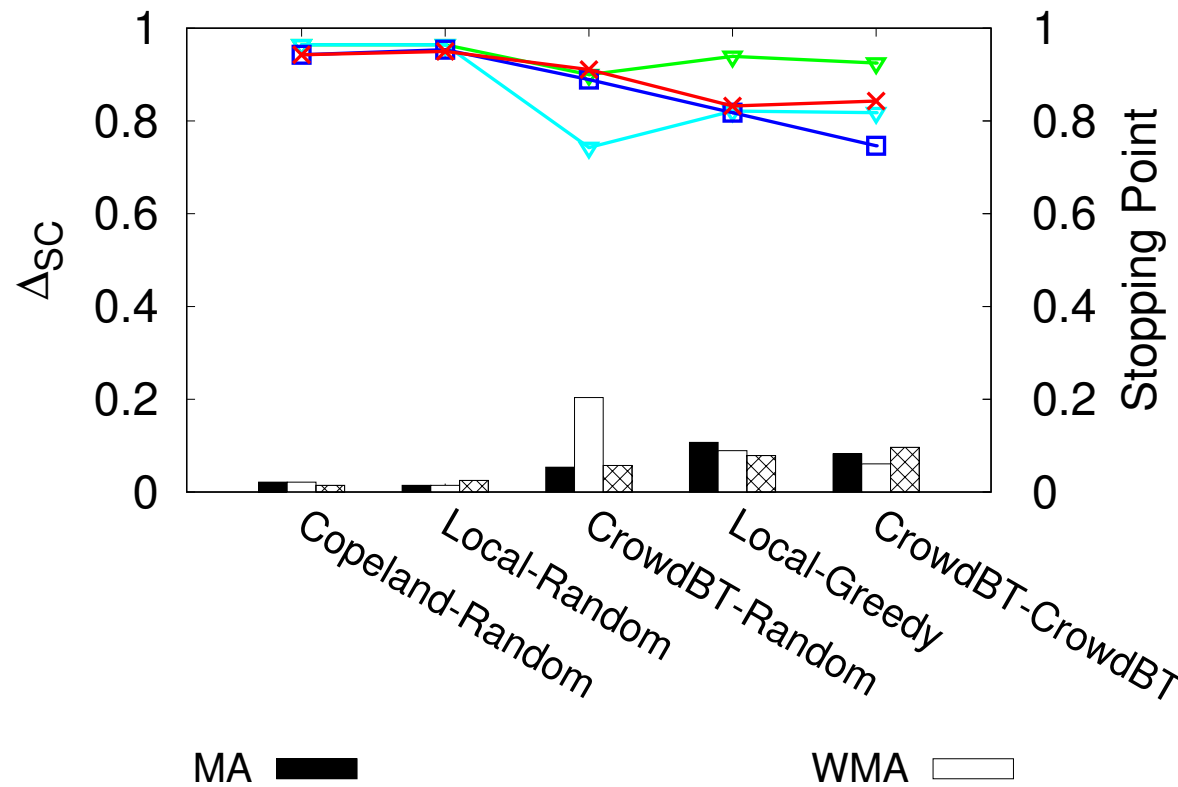 1
0.8
0.6
0.4
0.2
0
ΔSC
1
0.8
0.6
0.4
0.2
0
Stopping Point
Copeland-Random
Local-Random
CrowdBT-Random
Local-Greedy
CrowdBT-CrowdBT
MA
WMA